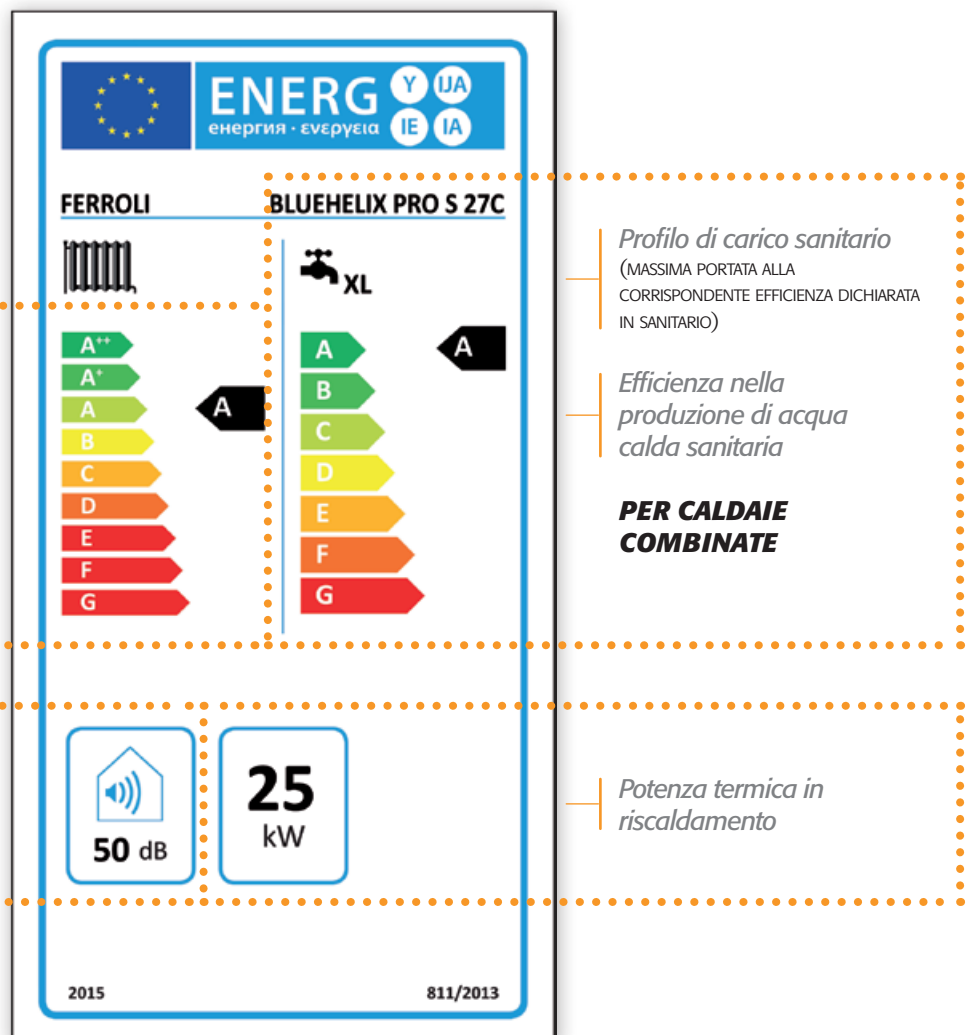 ENERG
Y IJA
IE IA
енергия · ενεργεια
FERROLI
BLUEHELIX PRO S 27C
XL
A++
A+
A
B
C
D
E
F
G
A
A
B
C
D
E
F
G
A
Profilo di carico sanitario
(MASSIMA PORTATA ALLA
CORRISPONDENTE EFFICIENZA DICHIARATA
IN SANITARIO)
Efficienza nella
produzione di acqua
calda sanitaria
PER CALDAIE
COMBINATE
50 dB
25
kW
Potenza termica in
riscaldamento
2015
811/2013